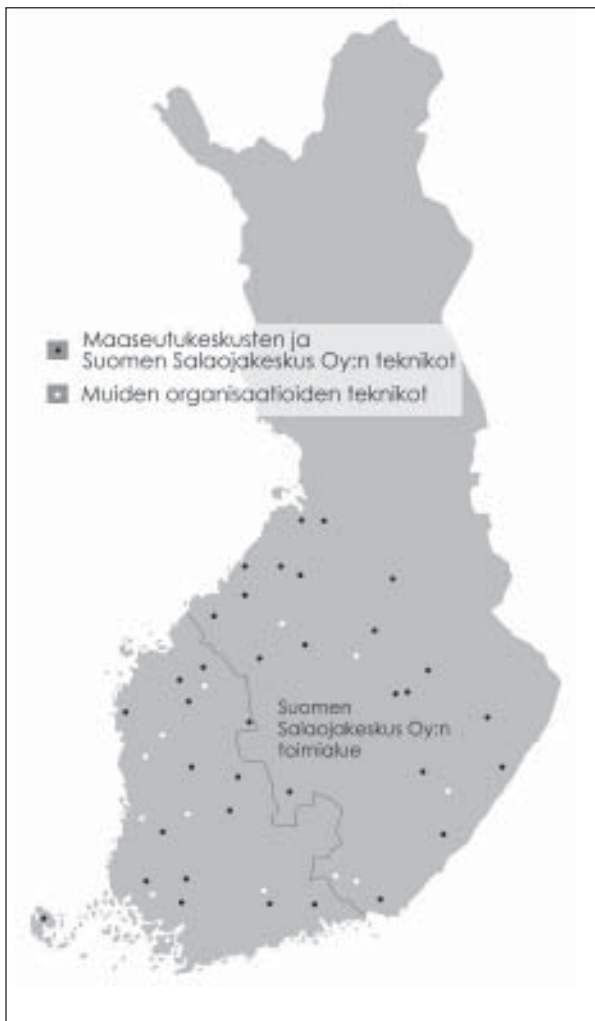 Maaseutukeskusten ja
Suomen Salaojakeskus Oy:n teknikot
Muiden organisaatioiden teknikot
Suomen
Salaojakeskus Oy:n
toimialue